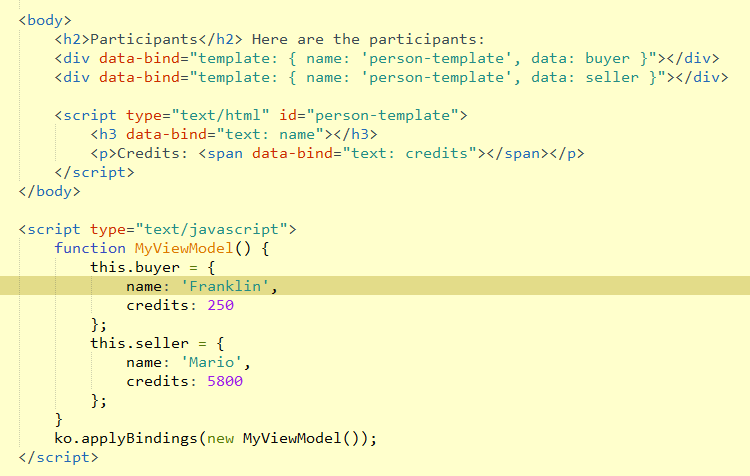 <body>
    <h2>Participants</h2> Here are the participants:
    <div data-bind="template: { name: 'person-template', data: buyer }"></div>
    <div data-bind="template: { name: 'person-template', data: seller }"></div>

    <script type="text/html" id="person-template">
        <h3 data-bind="text: name"></h3>
        <p>Credits: <span data-bind="text: credits"></span></p>
    </script>
</body>

<script type="text/javascript">
    function MyViewModel() {
        this.buyer = {
            name: 'Franklin',
            credits: 250
        };
        this.seller = {
            name: 'Mario',
            credits: 5800
        };
    }
    ko.applyBindings(new MyViewModel());
</script>